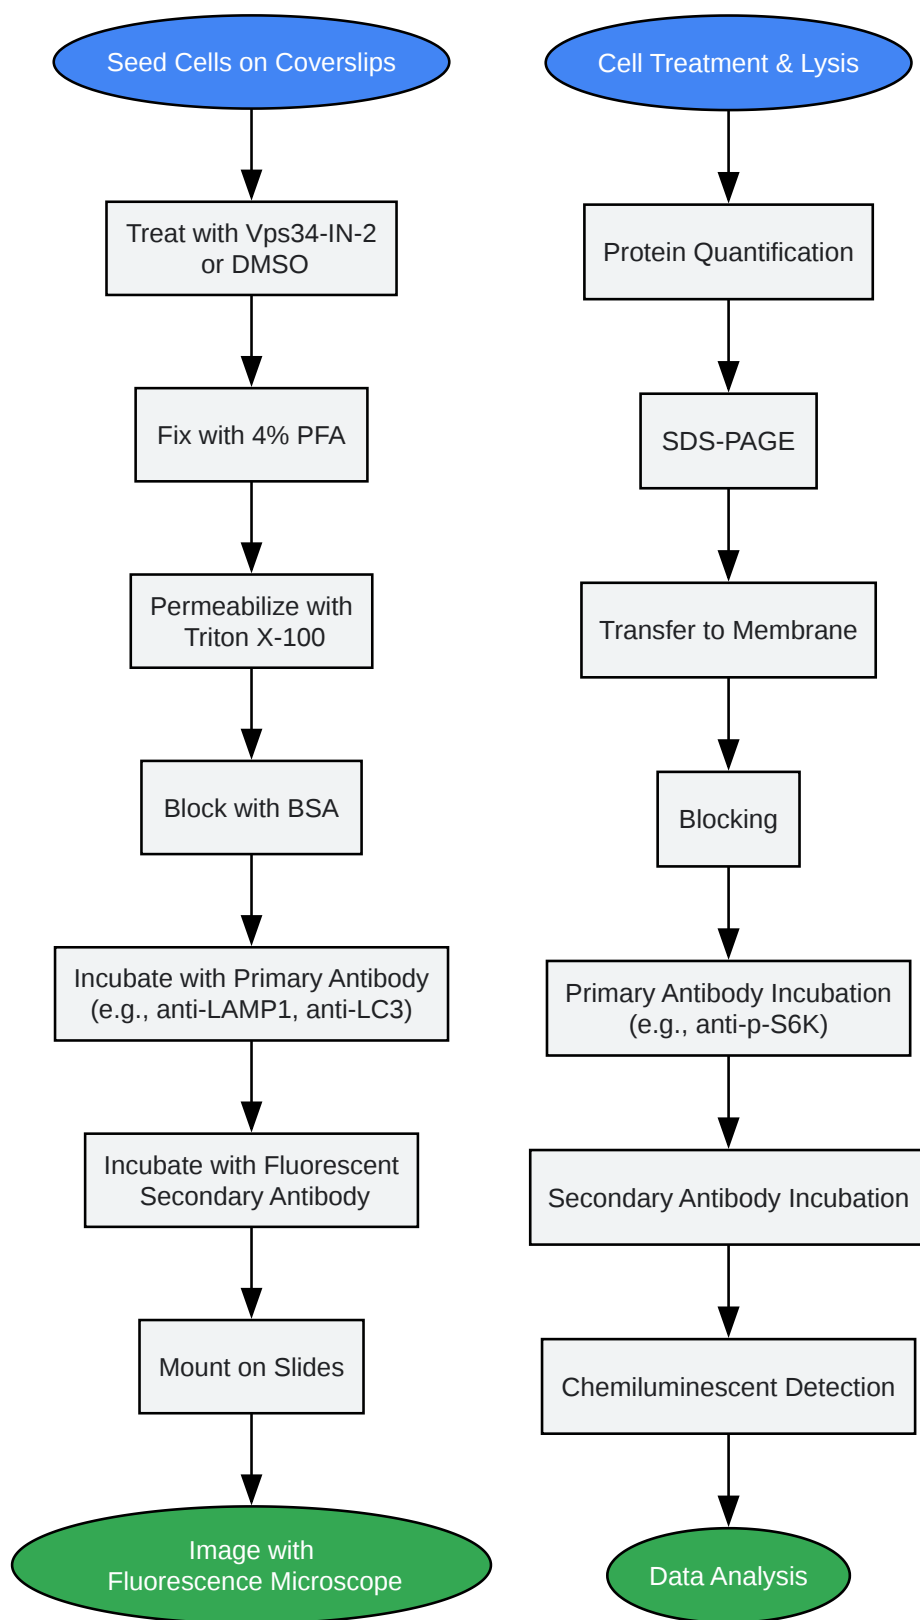 Seed Cells on Coverslips
Treat with Vps34-IN-2
or DMSO
Fix with 4% PFA
Permeabilize with
Triton X-100
Block with BSA
Incubate with Primary Antibody
(e.g., anti-LAMP1, anti-LC3)
Incubate with Fluorescent
Secondary Antibody
Mount on Slides
Image with
Fluorescence Microscope
Cell Treatment & Lysis
Protein Quantification
SDS-PAGE
Transfer to Membrane
Blocking
Primary Antibody Incubation
(e.g., anti-p-S6K)
Secondary Antibody Incubation
Chemiluminescent Detection
Data Analysis